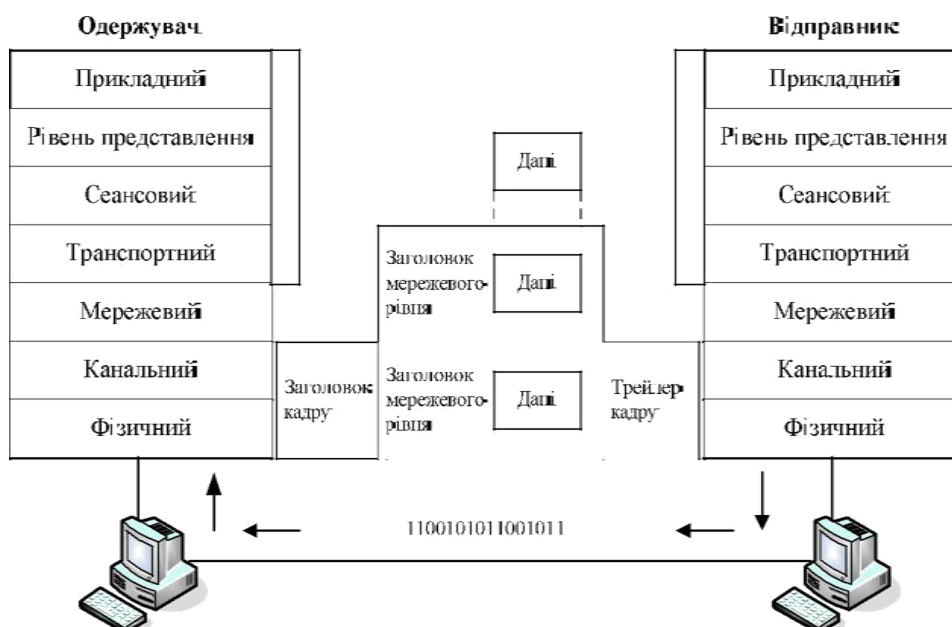 Одержувач
Прикладний
Рівень представлення
Сеансовий
Транспортний
Мережевий
Канальний
Фізичний
Дані
Заголовок
мережевого
рівня
Дані
Заголовок
кадру
Заголовок
мережевого
рівня
Дані
Трейлер
кадру
Відправник
Прикладний
Рівень представлення
Сеансовий
Транспортний
Мережевий
Канальний
Фізичний
1100101011001011